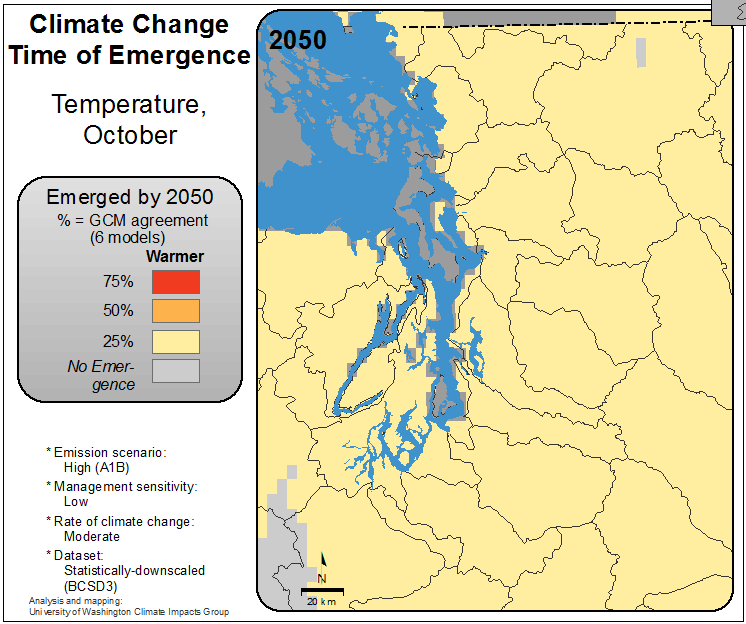 Climate Change
Time of Emergence
Temperature,
October
Emerged by 2050
% = GCM agreement
(6 models)
Warmer
75%
50%
25%
No Emer-
gence
* Emission scenario:
High (A1B)
* Management sensitivity:
Low
* Rate of climate change:
Moderate
* Dataset:
Statistically-downscaled
(BCSD3)
Analysis and mapping:
University of Washington Climate Impacts Group
2050
N
20 km